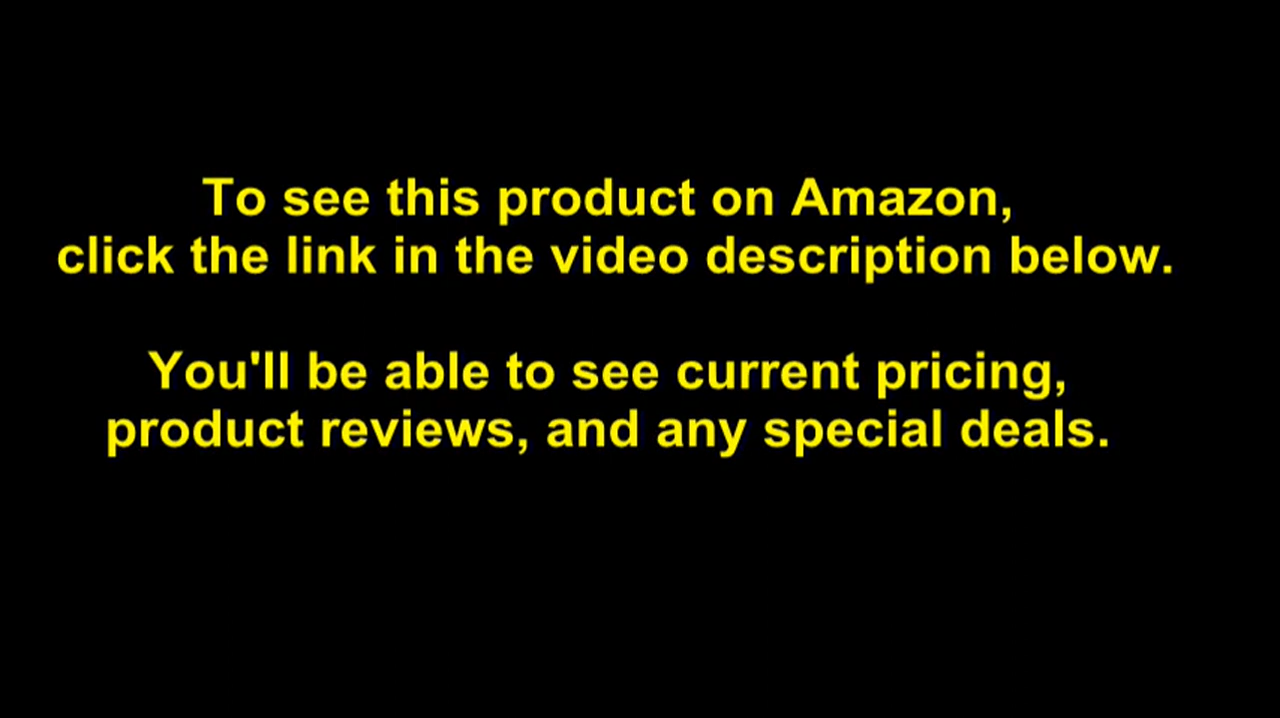 To see this product on Amazon,
click the link in the video description below.
You'll be able to see current pricing,
product reviews, and any special deals.